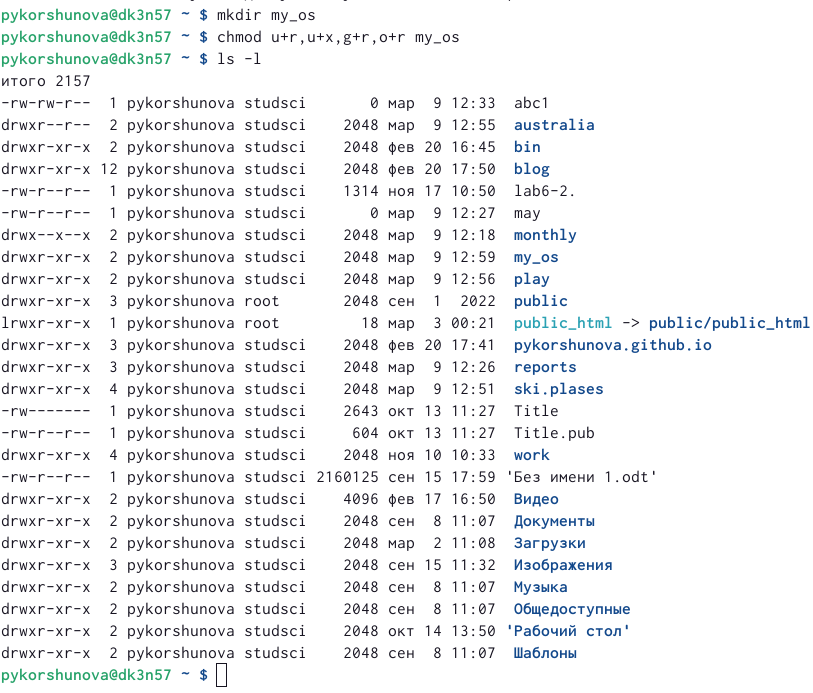 pykorshunova@dk3n57 ~ $ mkdir my_os
pykorshunova@dk3n57 ~ $ chmod u+r,u+x,g+r,o+r my_os
pykorshunova@dk3n57 ~ $ ls -l
итого 2157
-rw-rw-r--  1 pykorshunova studsci       0 мар  9 12:33  abc1
drwxr--r--  2 pykorshunova studsci    2048 мар  9 12:55  australia
drwxr-xr-x  2 pykorshunova studsci    2048 фев 20 16:45  bin
drwxr-xr-x 12 pykorshunova studsci    2048 фев 20 17:50  blog
-rw-r--r--  1 pykorshunova studsci    1314 ноя 17 10:50  lab6-2.
-rw-r--r--  1 pykorshunova studsci       0 мар  9 12:27  may
drwx--x--x  2 pykorshunova studsci    2048 мар  9 12:18  monthly
drwxr-xr-x  2 pykorshunova studsci    2048 мар  9 12:59  my_os
drwxr-xr-x  2 pykorshunova studsci    2048 мар  9 12:56  play
drwxr-xr-x  3 pykorshunova root       2048 сен  1  2022  public
lrwxr-xr-x  1 pykorshunova root         18 мар  3 00:21  public_html -> public/public_html
drwxr-xr-x  3 pykorshunova studsci    2048 фев 20 17:41  pykorshunova.github.io
drwxr-xr-x  3 pykorshunova studsci    2048 мар  9 12:26  reports
drwxr-xr-x  4 pykorshunova studsci    2048 мар  9 12:51  ski.plases
-rw-------  1 pykorshunova studsci    2643 окт 13 11:27  Title
-rw-r--r--  1 pykorshunova studsci     604 окт 13 11:27  Title.pub
drwxr-xr-x  4 pykorshunova studsci    2048 ноя 10 10:33  work
-rw-r--r--  1 pykorshunova studsci 2160125 сен 15 17:59 'Без имени 1.odt'
drwxr-xr-x  2 pykorshunova studsci    4096 фев 17 16:50  Видео
drwxr-xr-x  2 pykorshunova studsci    2048 сен  8 11:07  Документы
drwxr-xr-x  2 pykorshunova studsci    2048 мар  2 11:08  Загрузки
drwxr-xr-x  3 pykorshunova studsci    2048 сен 15 11:32  Изображения
drwxr-xr-x  2 pykorshunova studsci    2048 сен  8 11:07  Музыка
drwxr-xr-x  2 pykorshunova studsci    2048 сен  8 11:07  Общедоступные
drwxr-xr-x  2 pykorshunova studsci    2048 окт 14 13:50 'Рабочий стол'
drwxr-xr-x  2 pykorshunova studsci    2048 сен  8 11:07  Шаблоны
pykorshunova@dk3n57 ~ $